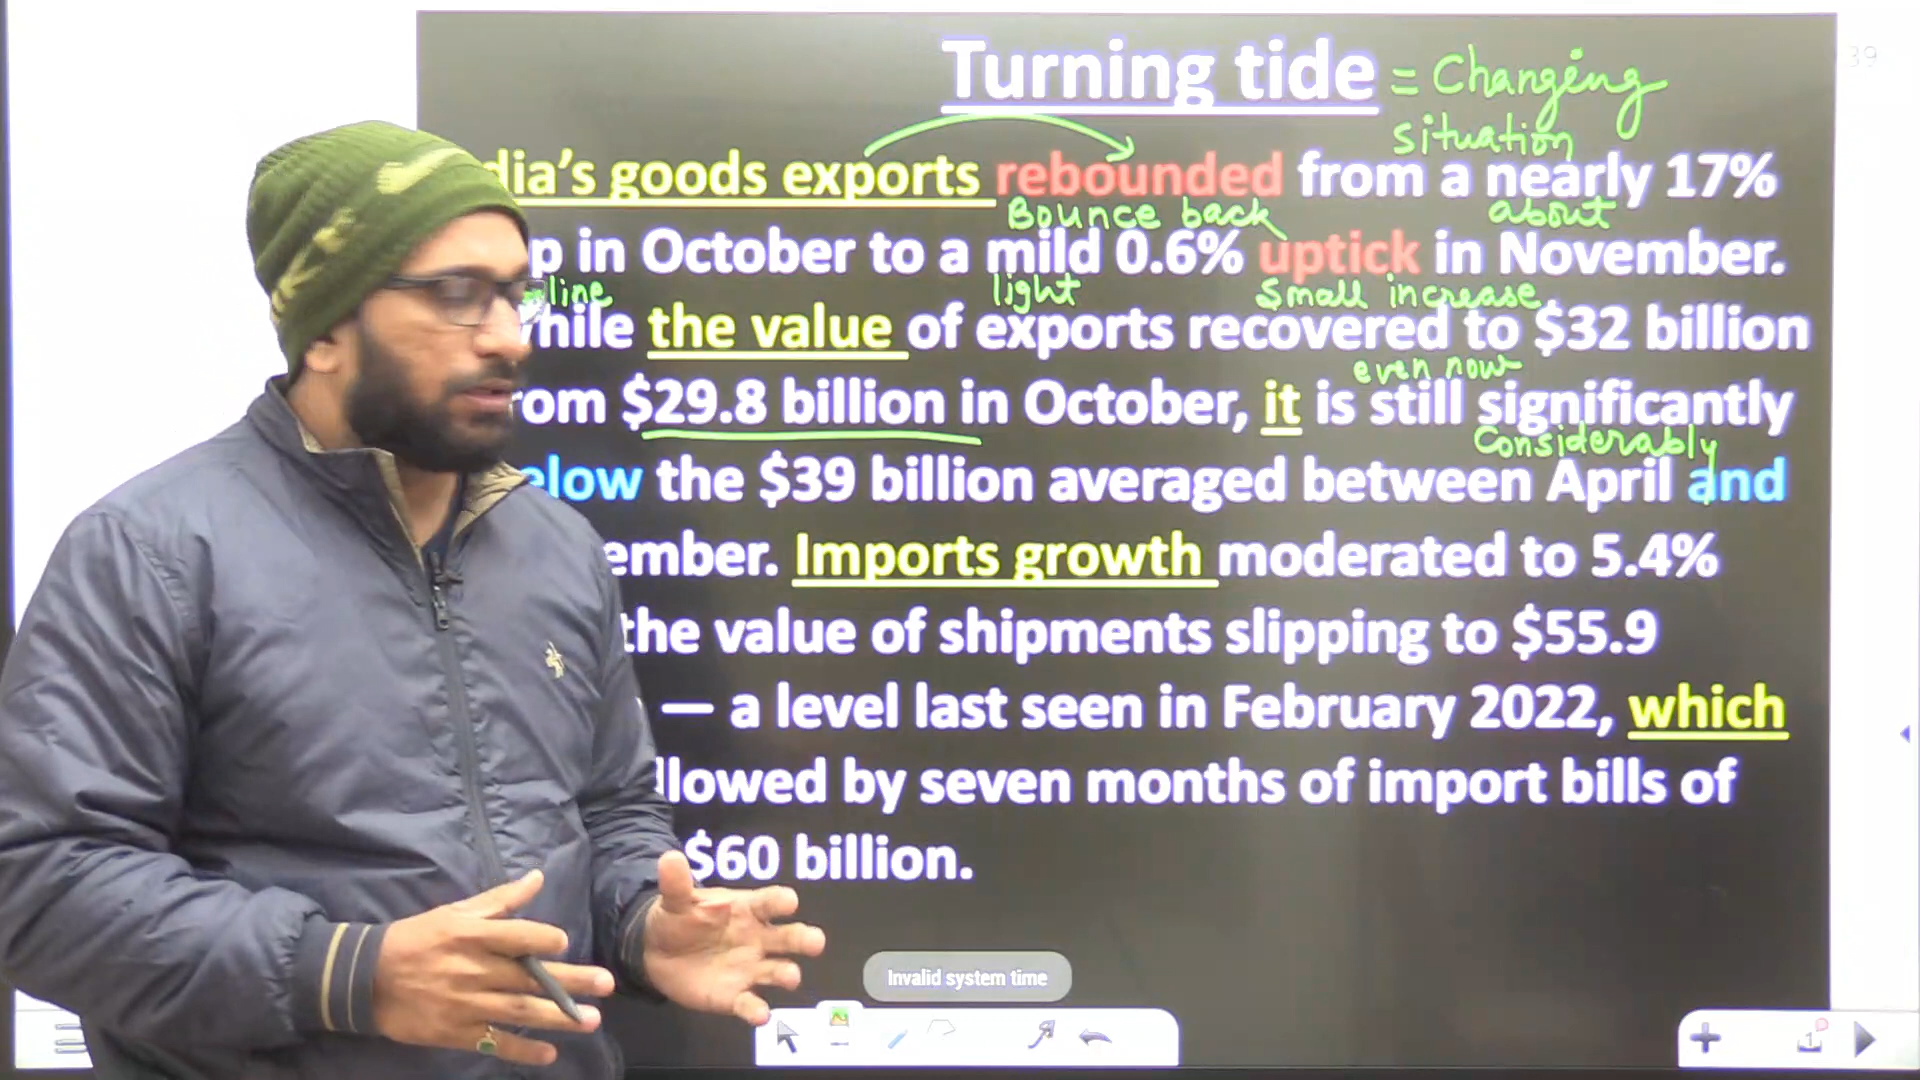 39
Turning tide = Changing
situation
dia's goods exports rebounded from a nearly 17%
Bounce back about
p in October to a mild 0.6% uptick in November.
line light small increase
hile the value of exports recovered to $32 billion
even now
rom $29.8 billion in October, it is still significantly
Considerably
elow the $39 billion averaged between April and
ember. Imports growth moderated to 5.4%
the value of shipments slipping to $55.9
— a level last seen in February 2022, which
llowed by seven months of import bills of
$60 billion.
Invalid system time
1